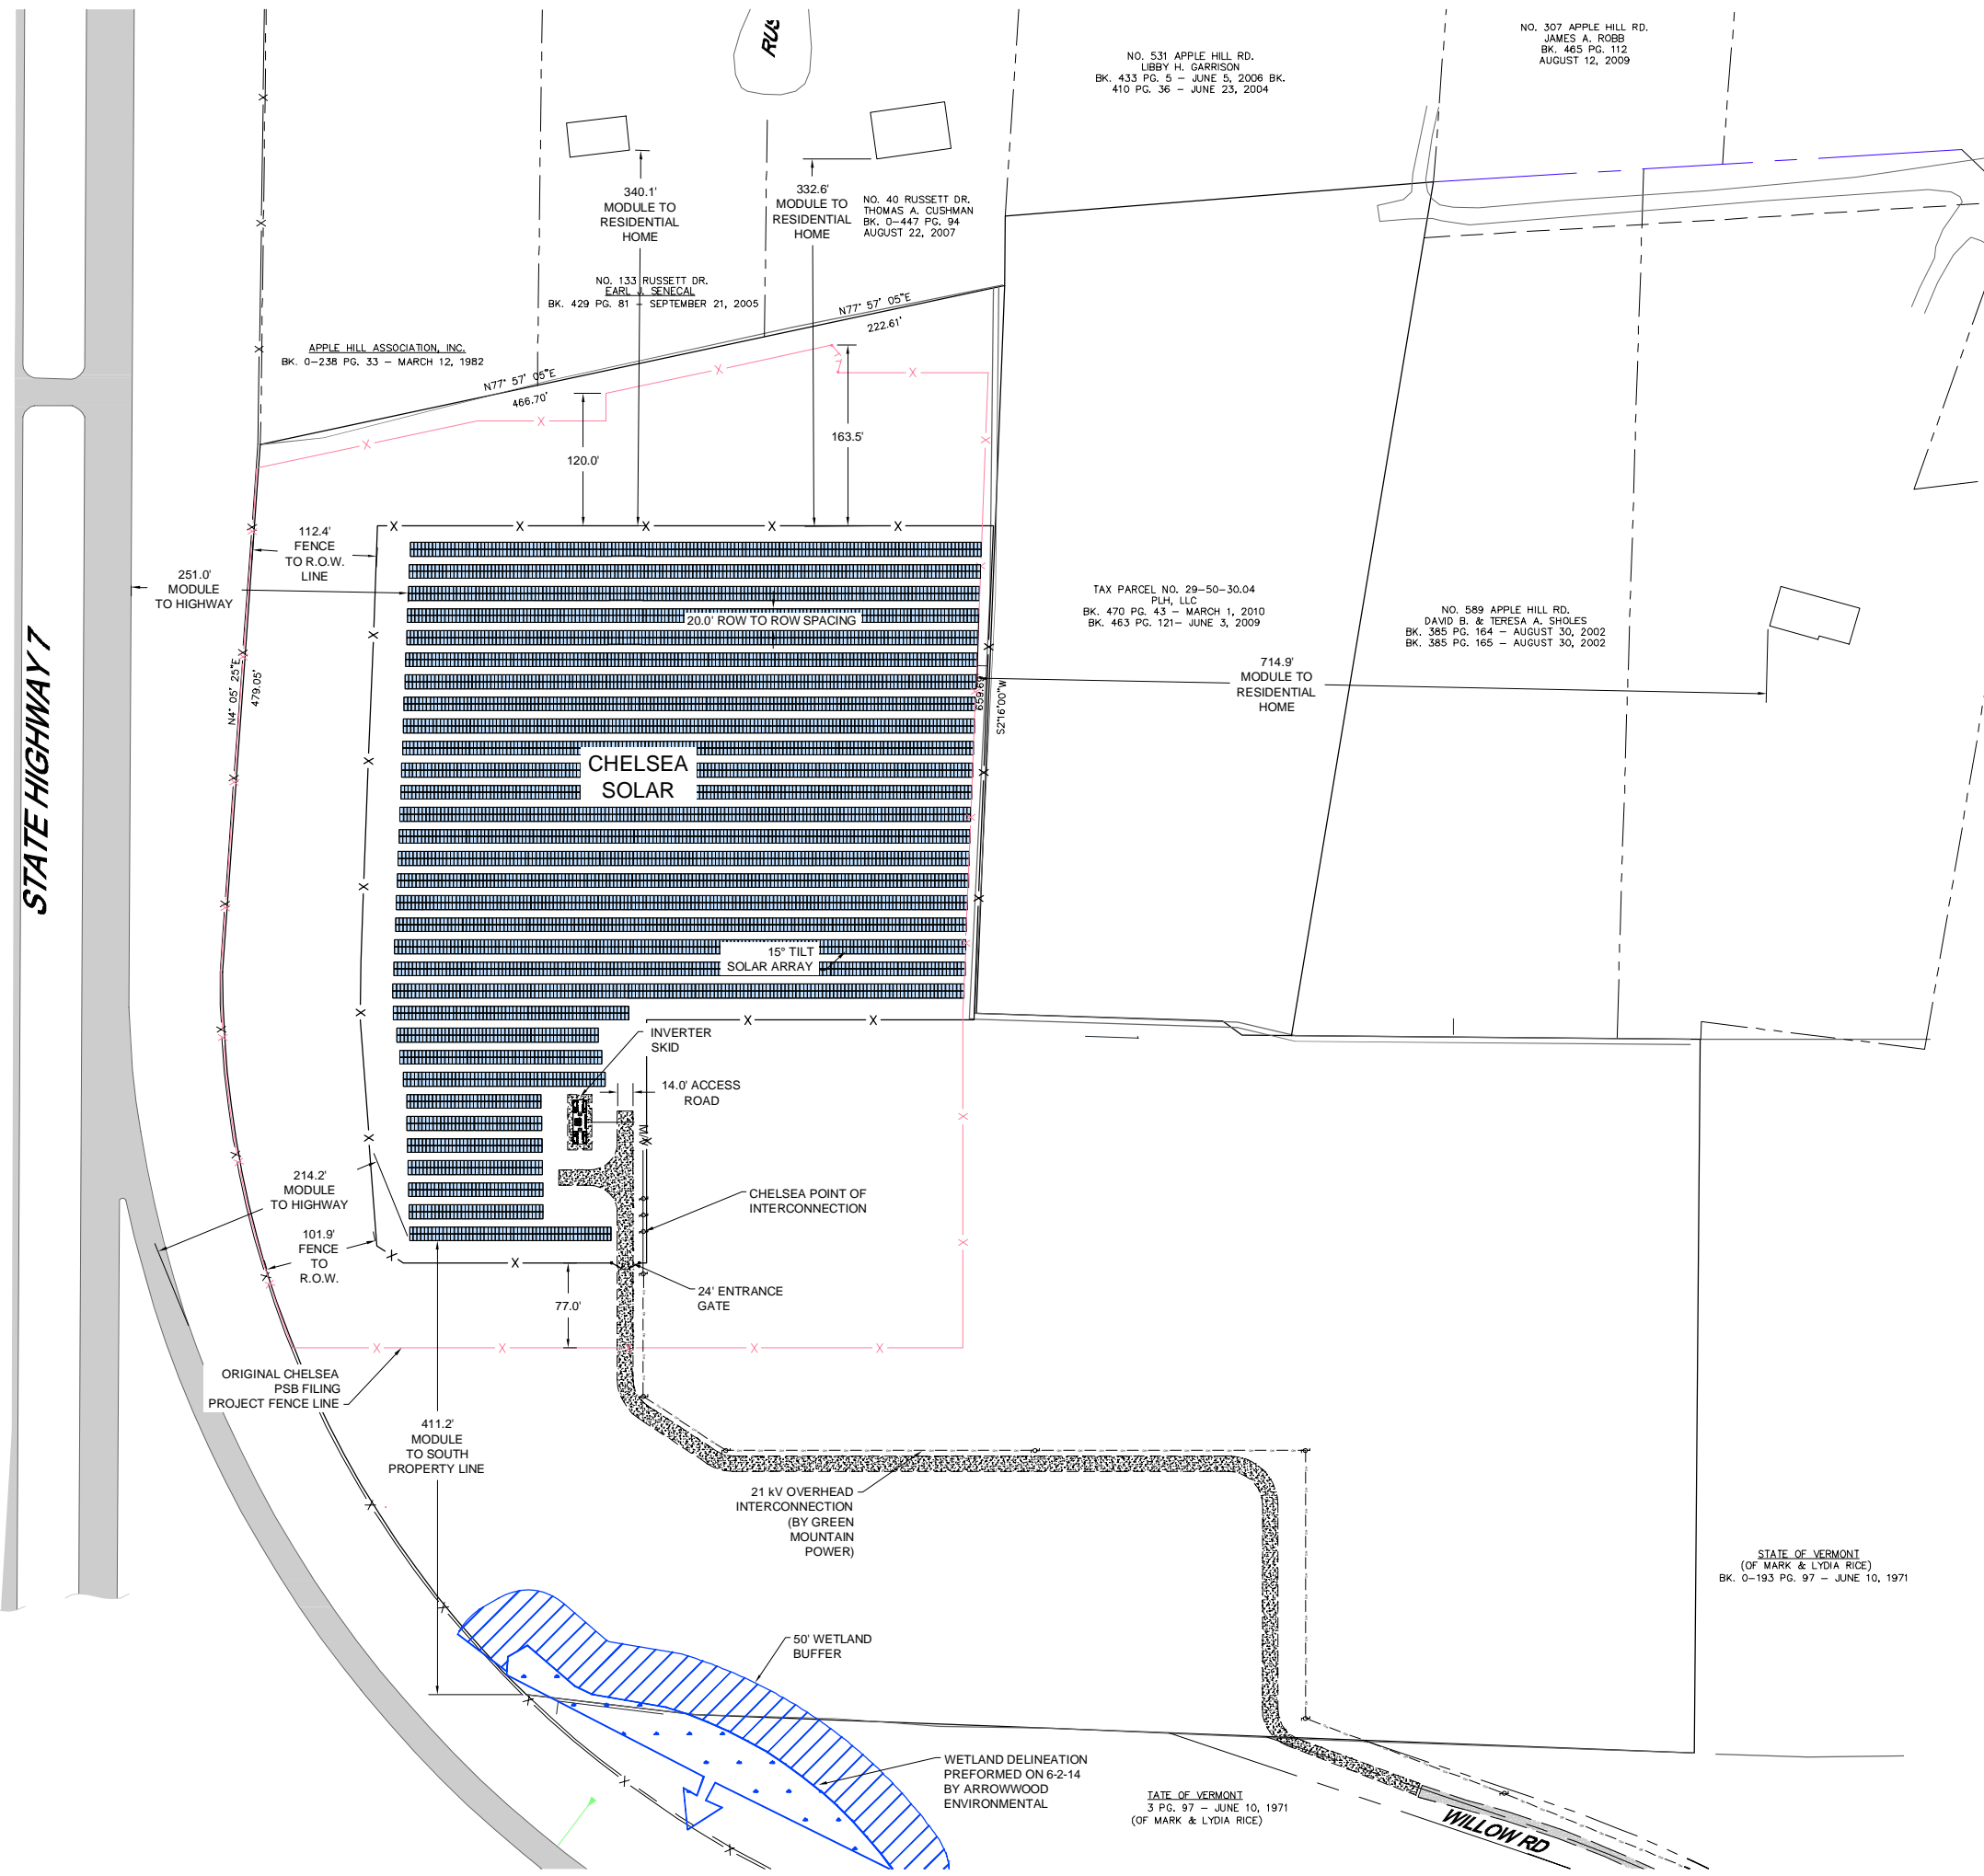 RUS
NO. 531 APPLE HILL RD.
LIBBY H. GARRISON
BK. 433 PG. 5 – JUNE 5, 2006 BK.
410 PG. 36 – JUNE 23, 2004
NO. 307 APPLE HILL RD.
JAMES A. ROBB
BK. 465 PG. 112
AUGUST 12, 2009
340.1'
MODULE TO
RESIDENTIAL
HOME
332.6'
MODULE TO
RESIDENTIAL
HOME
NO. 40 RUSSETT DR.
THOMAS A. CUSHMAN
BK. 0–447 PG. 94
AUGUST 22, 2007
NO. 133 RUSSETT DR.
EARL J. SENECAL
BK. 429 PG. 81 – SEPTEMBER 21, 2005
N77° 57' 05"E
222.61'
APPLE HILL ASSOCIATION, INC.
BK. 0–238 PG. 33 – MARCH 12, 1982
N77° 57' 05"E
466.70'
120.0'
163.5'
112.4'
FENCE
TO R.O.W.
LINE
251.0'
MODULE
TO HIGHWAY
20.0' ROW TO ROW SPACING
TAX PARCEL NO. 29–50–30.04
PLH, LLC
BK. 470 PG. 43 – MARCH 1, 2010
BK. 463 PG. 121– JUNE 3, 2009
NO. 589 APPLE HILL RD.
DAVID B. & TERESA A. SHOLES
BK. 385 PG. 164 – AUGUST 30, 2002
BK. 385 PG. 165 – AUGUST 30, 2002
STATE HIGHWAY 7
N4° 05' 25"E
479.05'
659.69'
S2°16'00"W
714.9'
MODULE TO
RESIDENTIAL
HOME
CHELSEA
SOLAR
15° TILT
SOLAR ARRAY
INVERTER
SKID
14.0' ACCESS
ROAD
214.2'
MODULE
TO HIGHWAY
CHELSEA POINT OF
INTERCONNECTION
101.9'
FENCE
TO
R.O.W.
77.0'
24' ENTRANCE
GATE
ORIGINAL CHELSEA
PSB FILING
PROJECT FENCE LINE
411.2'
MODULE
TO SOUTH
PROPERTY LINE
21 kV OVERHEAD
INTERCONNECTION
(BY GREEN
MOUNTAIN
POWER)
STATE OF VERMONT
(OF MARK & LYDIA RICE)
BK. 0–193 PG. 97 – JUNE 10, 1971
50' WETLAND
BUFFER
WETLAND DELINEATION
PREFORMED ON 6-2-14
BY ARROWWOOD
ENVIRONMENTAL
TATE OF VERMONT
3 PG. 97 – JUNE 10, 1971
(OF MARK & LYDIA RICE)
WILLOW RD